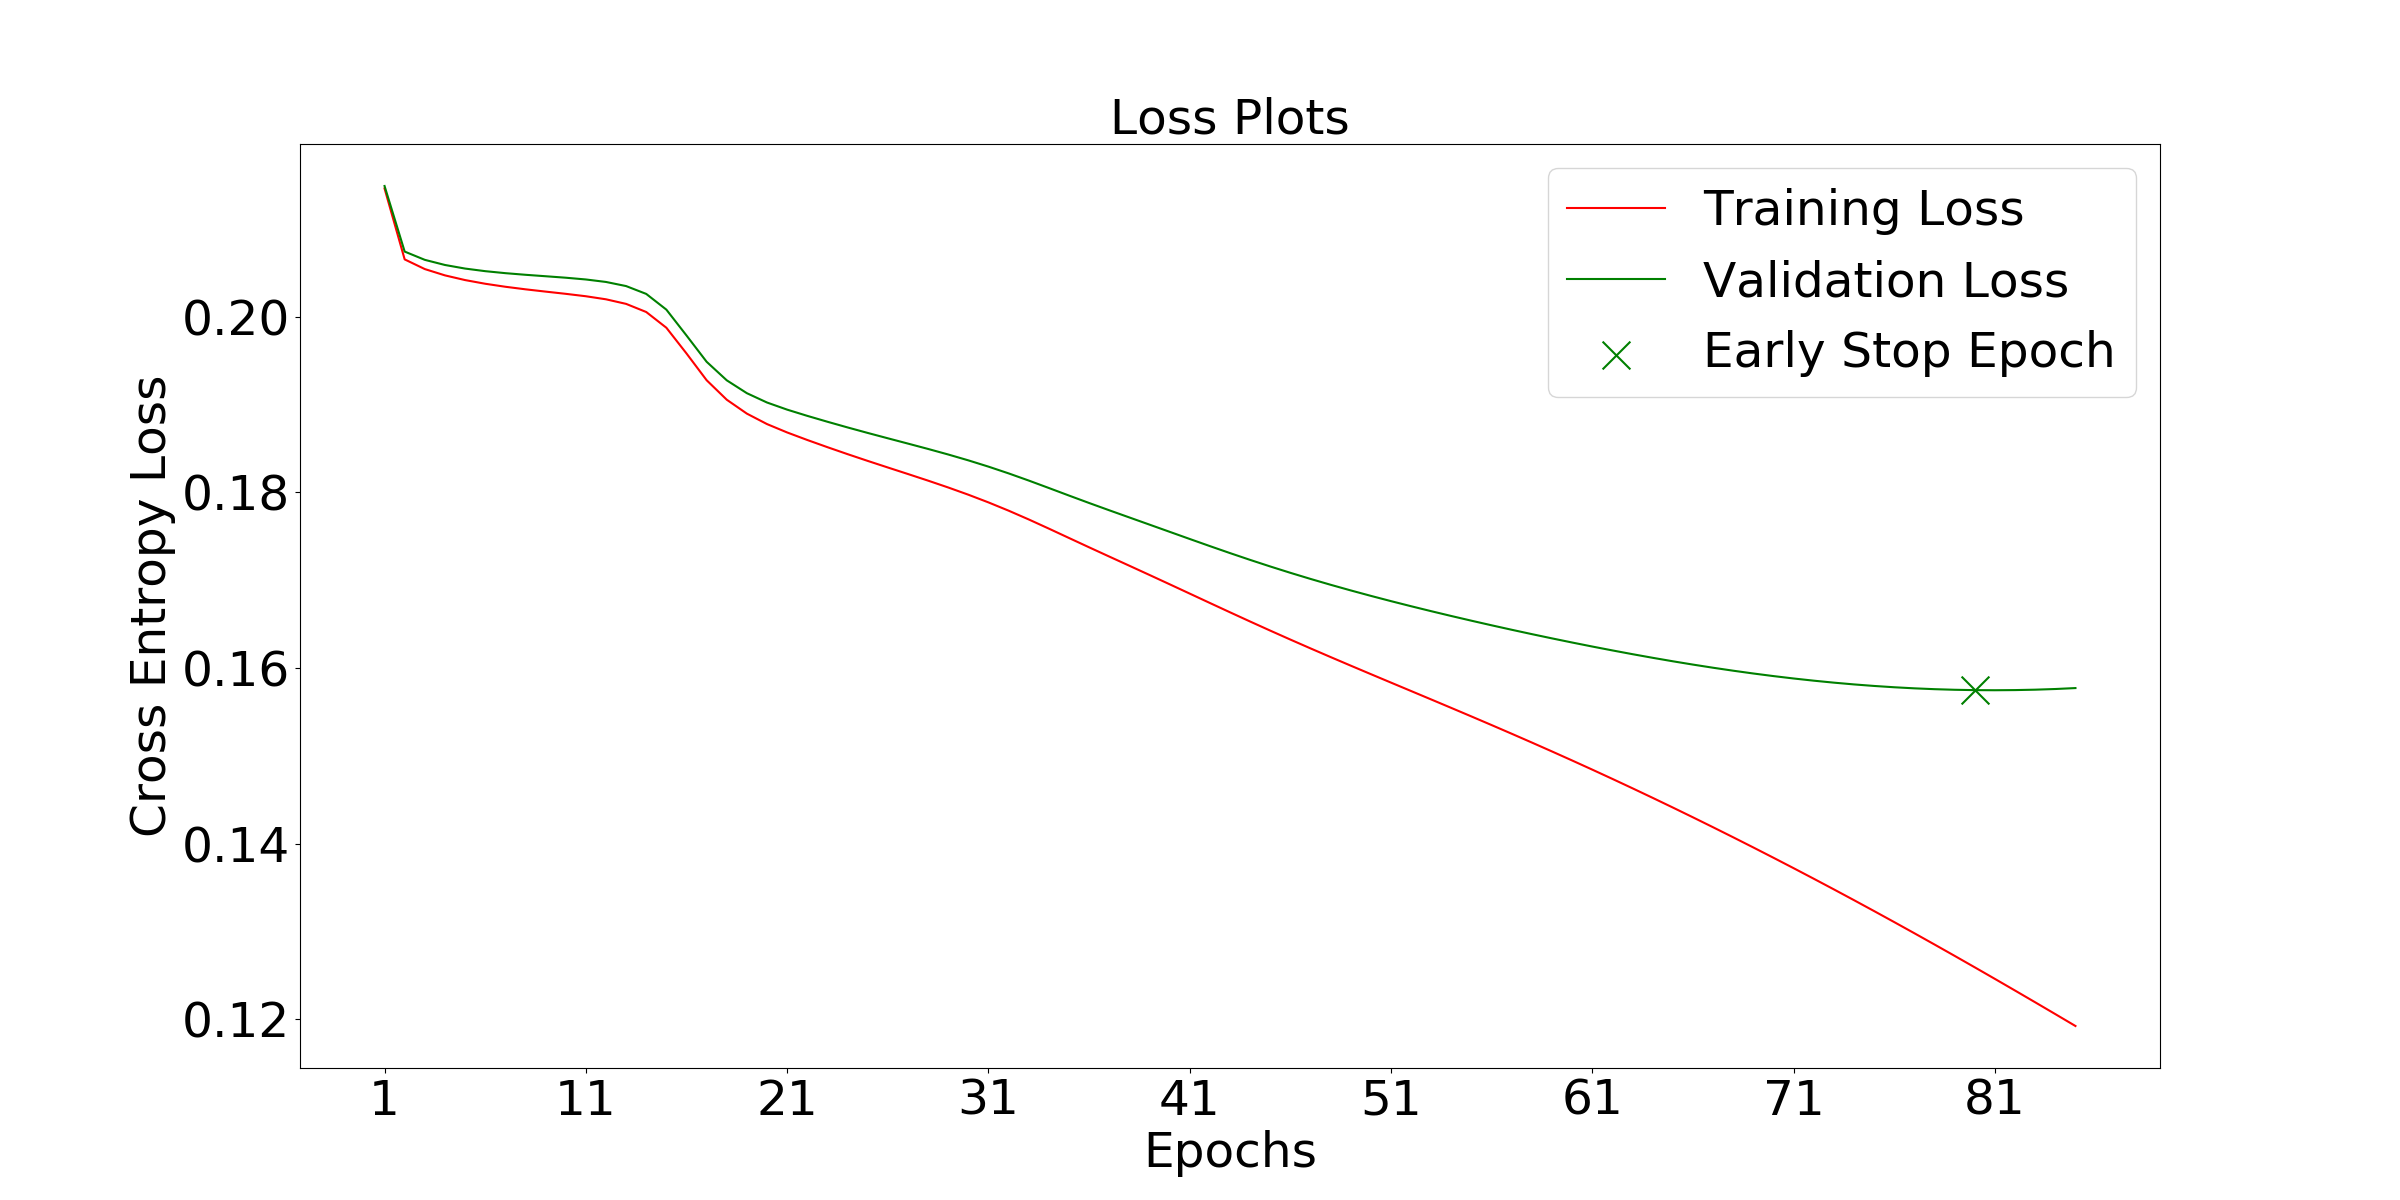 Loss Plots
Training Loss
Validation Loss
Early Stop Epoch
Cross Entropy Loss
0.20
0.18
0.16
0.14
0.12
1 11 21 31 41 51 61 71 81
Epochs